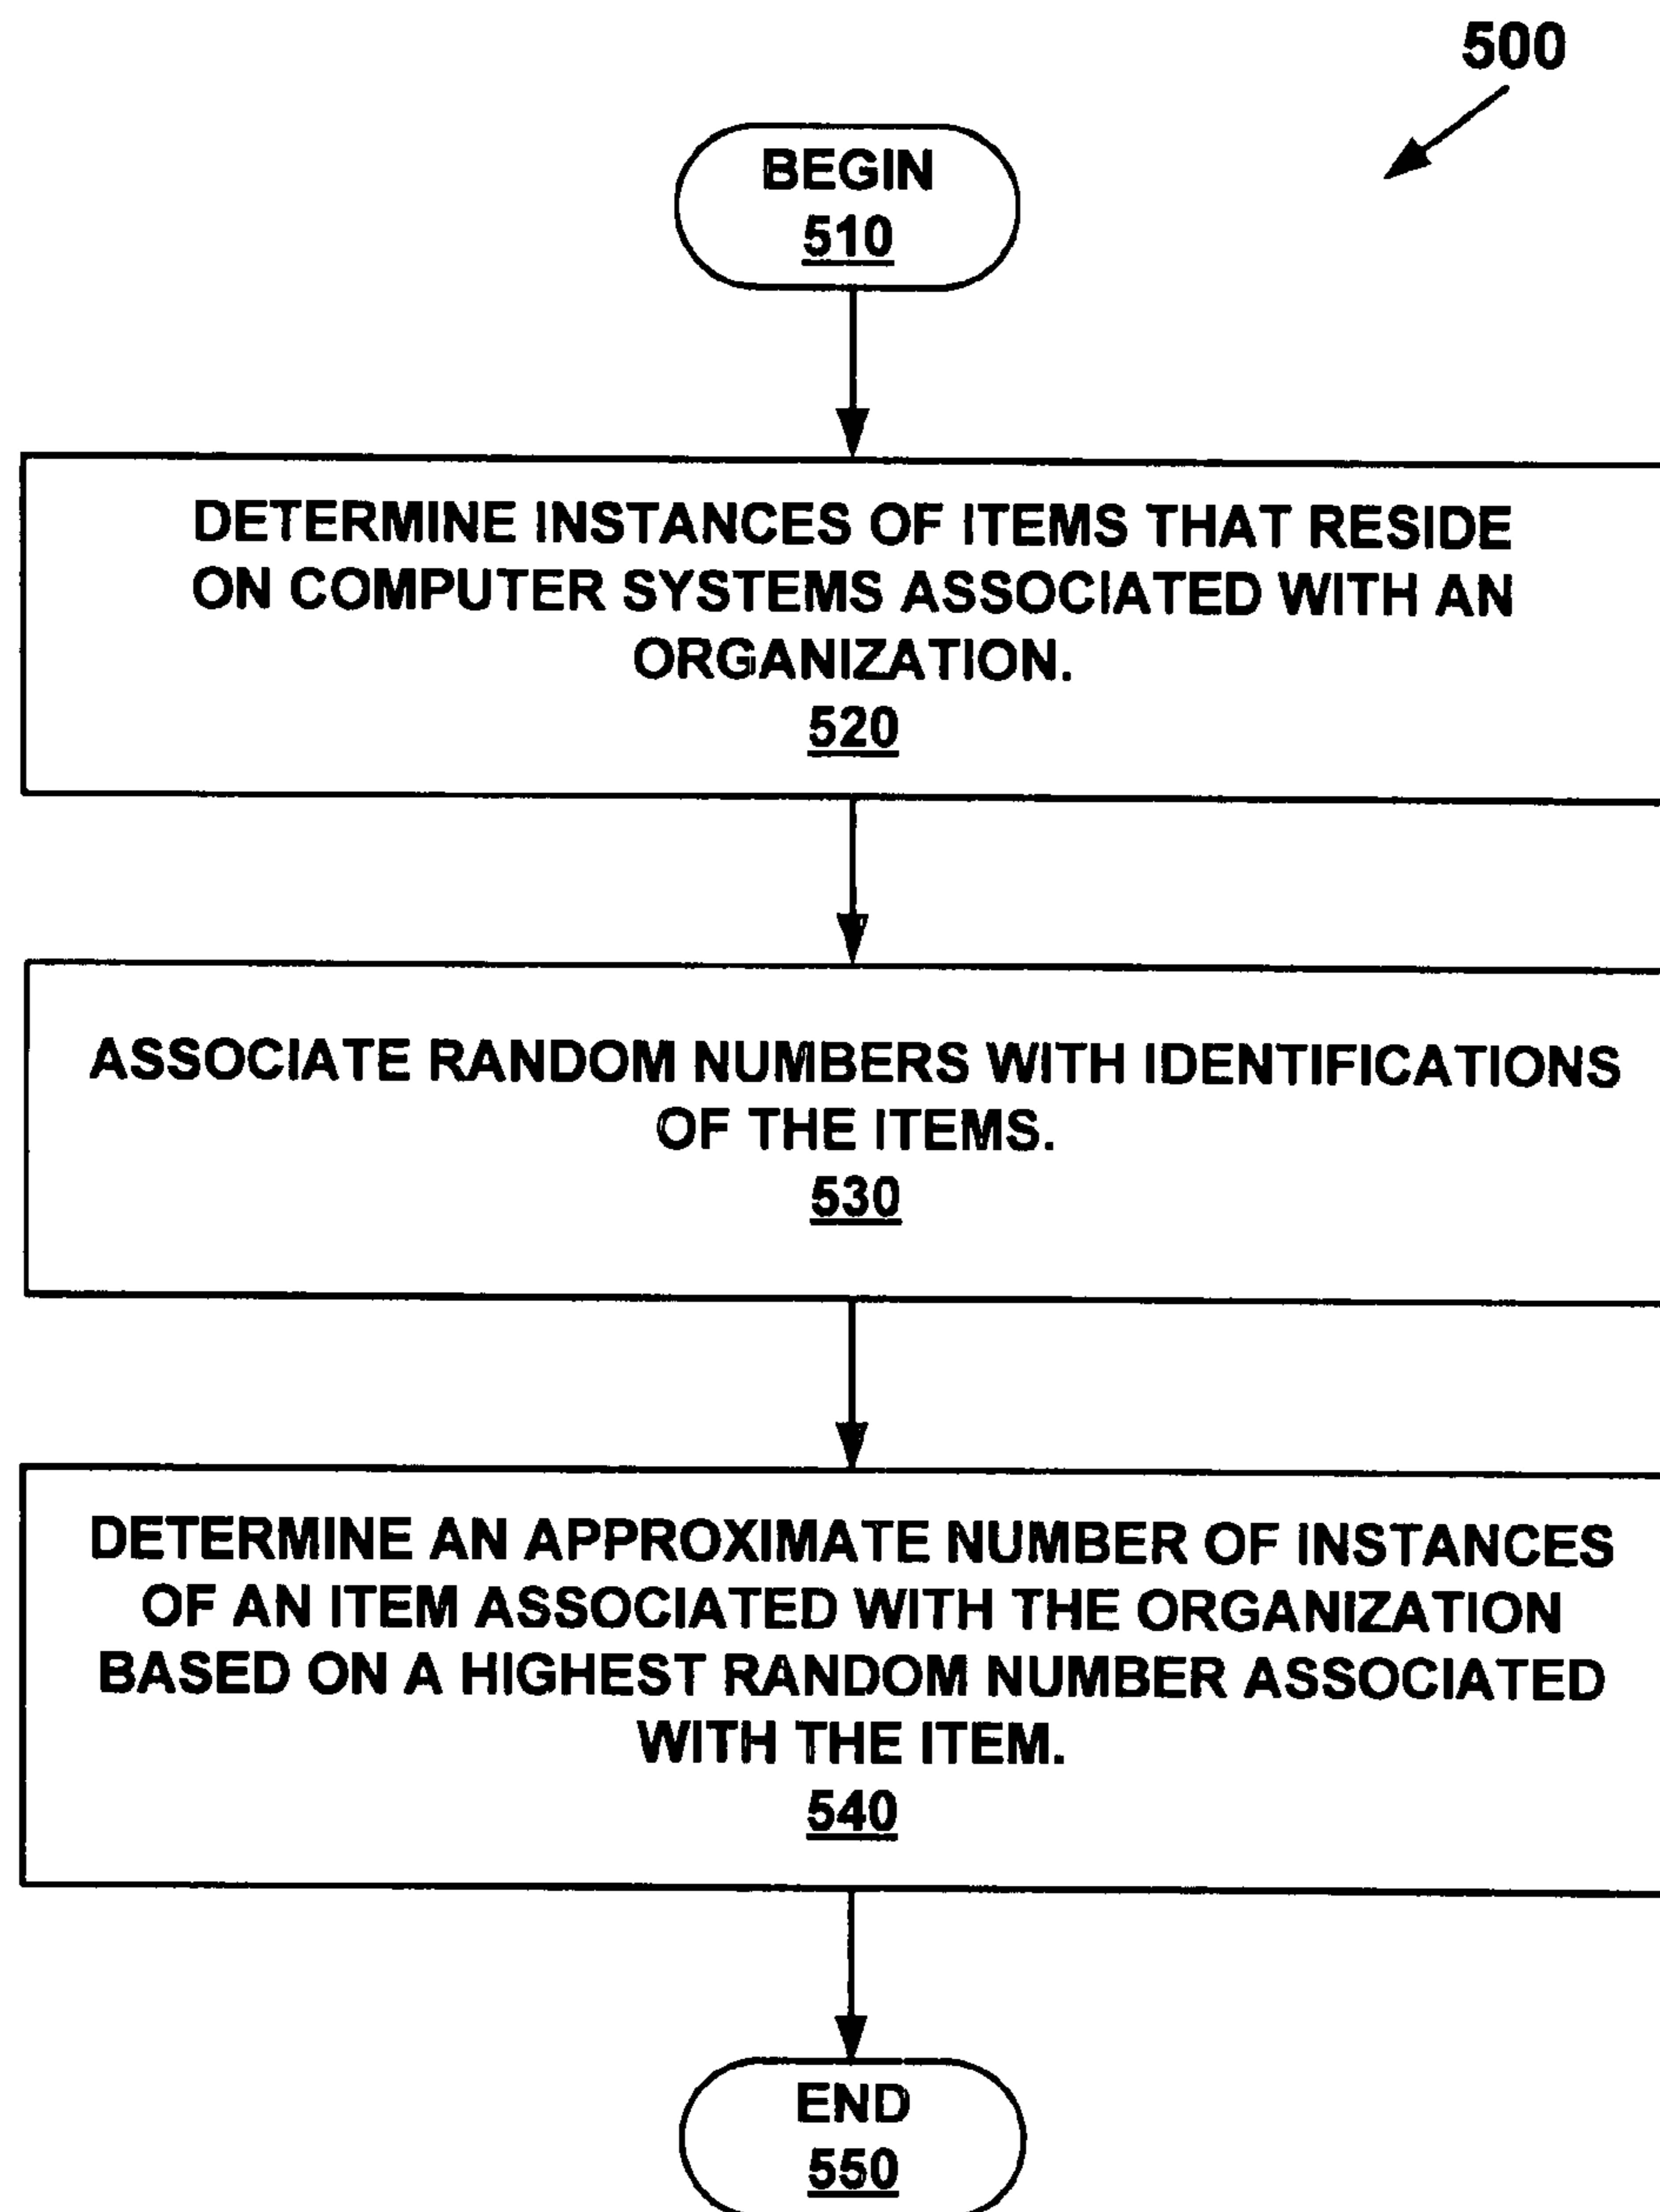 500
BEGIN
510
DETERMINE INSTANCES OF ITEMS THAT RESIDE
ON COMPUTER SYSTEMS ASSOCIATED WITH AN
ORGANIZATION.
520
ASSOCIATE RANDOM NUMBERS WITH IDENTIFICATIONS
OF THE ITEMS.
530
DETERMINE AN APPROXIMATE NUMBER OF INSTANCES
OF AN ITEM ASSOCIATED WITH THE ORGANIZATION
BASED ON A HIGHEST RANDOM NUMBER ASSOCIATED
WITH THE ITEM.
540
END
550